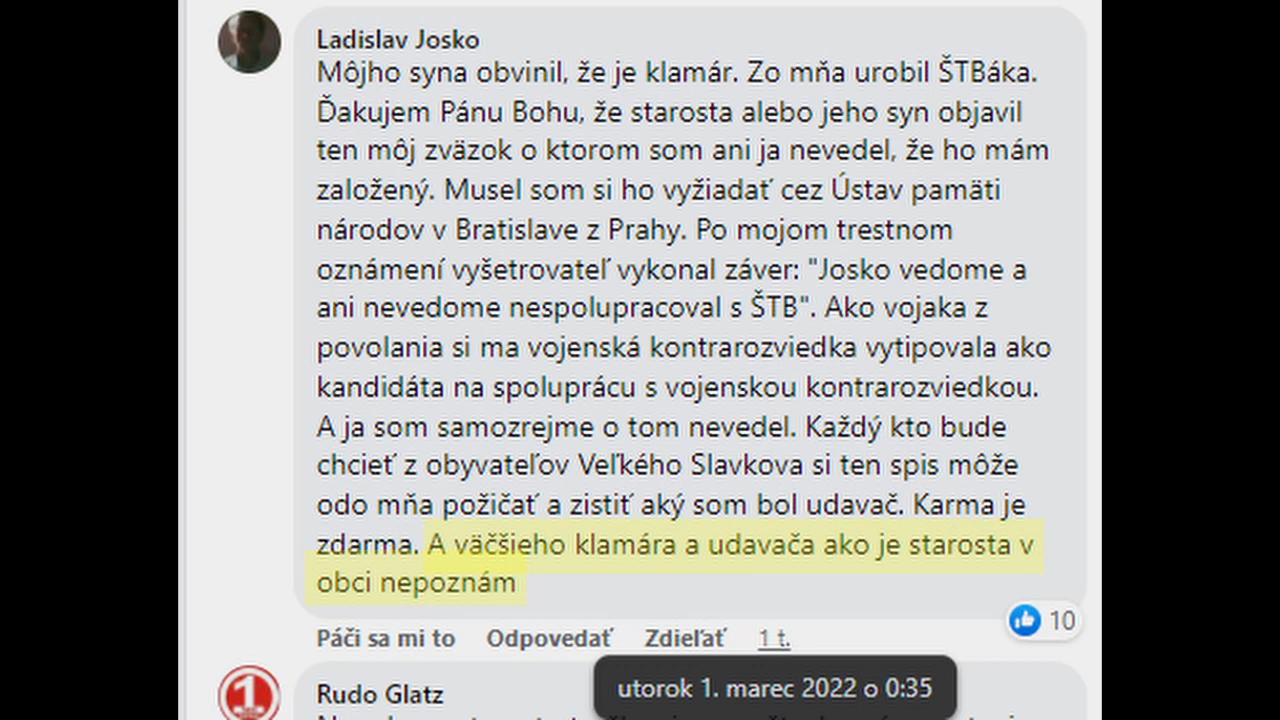 Ladislav Josko
Môjho syna obvinil, že je klamár. Zo mňa urobil ŠTBáka.
Ďakujem Pánu Bohu, že starosta alebo jeho syn objavil
ten môj zväzok o ktorom som ani ja nevedel, že ho mám
založený. Musel som si ho vyžiadať cez Ústav pamäti
národov v Bratislave z Prahy. Po mojom trestnom
oznámení vyšetrovateľ vykonal záver: "Josko vedome a
ani nevedome nespolupracoval s ŠTB". Ako vojaka z
povolania si ma vojenská kontrarozviedka vytipovala ako
kandidáta na spoluprácu s vojenskou kontrarozviedkou.
A ja som samozrejme o tom nevedel. Každý kto bude
chcieť z obyvateľov Veľkého Slavkova si ten spis môže
odo mňa požičať a zistiť aký som bol udavač. Karma je
zdarma. A väčšieho klamára a udavača ako je starosta v
obci nepoznám
10
Páči sa mi to Odpovedať Zdieľať 1 t.
utorok 1. marec 2022 o 0:35
1
Rudo Glatz